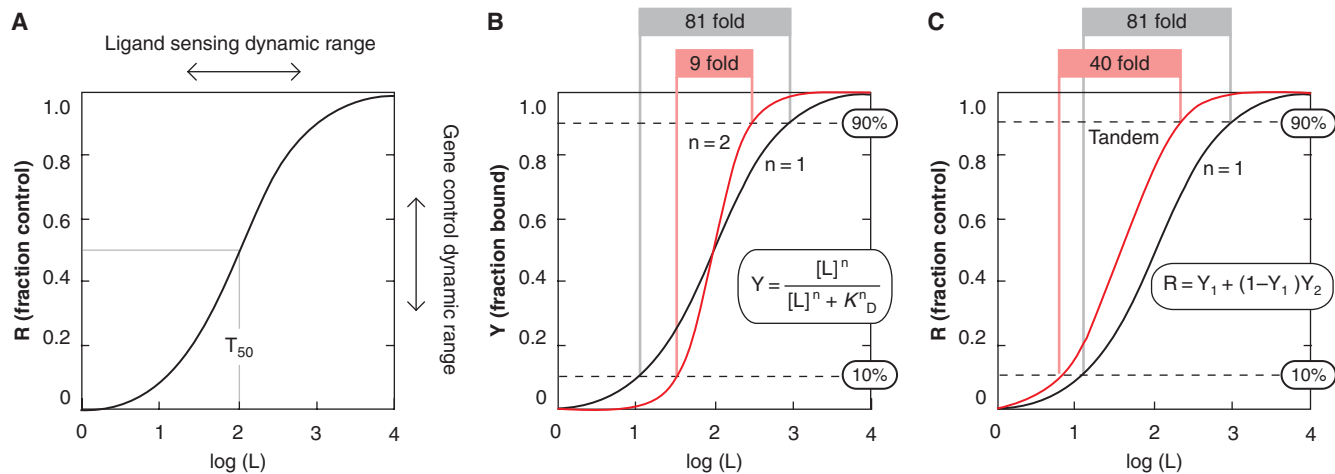 A
Ligand sensing dynamic range
1.0
0.8
0.6
0.4
0.2
0
R (fraction control)
T50
0 1 2 3 4
log (L)
Gene control dynamic range
B
81 fold
9 fold
1.0
0.8
0.6
0.4
0.2
0
Y (fraction bound)
90%
n = 2
n = 1
Y = [L]^n / ([L]^n + K^n_D)
10%
0 1 2 3 4
log (L)
C
81 fold
40 fold
1.0
0.8
0.6
0.4
0.2
0
R (fraction control)
90%
Tandem
n = 1
R = Y1 + (1–Y1)Y2
10%
0 1 2 3 4
log (L)